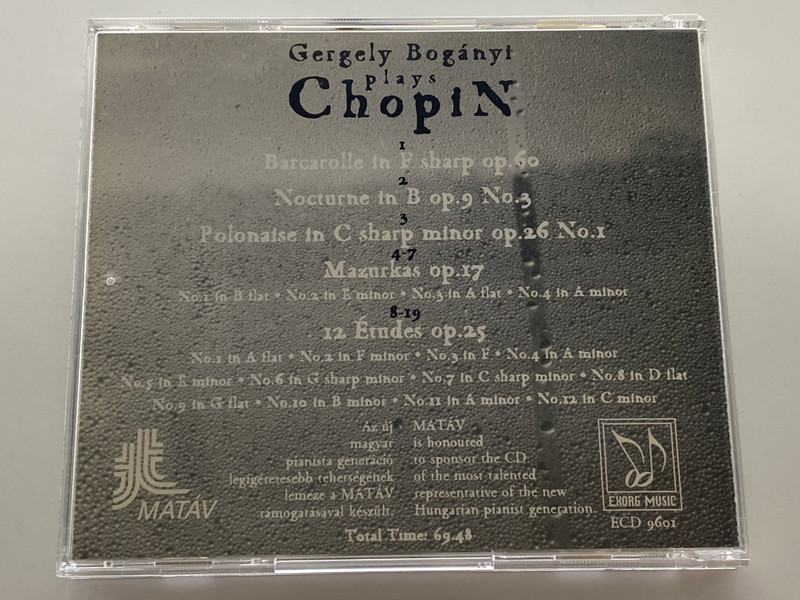 Gergely Bogányi
plays
Chopin
1
Barcarolle in F sharp op.60
2
Nocturne in B op.9 No.3
3
Polonaise in C sharp minor op.26 No.1
4-7
Mazurkas op.17
No.1 in B flat • No.2 in E minor • No.3 in A flat • No.4 in A minor
8-19
12 Études op.25
No.1 in A flat • No.2 in F minor • No.3 in F • No.4 in A minor
No.5 in E minor • No.6 in G sharp minor • No.7 in C sharp minor • No.8 in D flat
No.9 in G flat • No.10 in B minor • No.11 in A minor • No.12 in C minor
Az új
magyar
pianista generáció
legígéretesebb tehetségének
lemeze a MATÁV
támogatásával készült.
MATÁV
is honoured
to sponsor the CD
of the most talented
representative of the new
Hungarian pianist generation.
MATÁV
EXORG MUSIC
ECD 9601
Total Time: 69.48